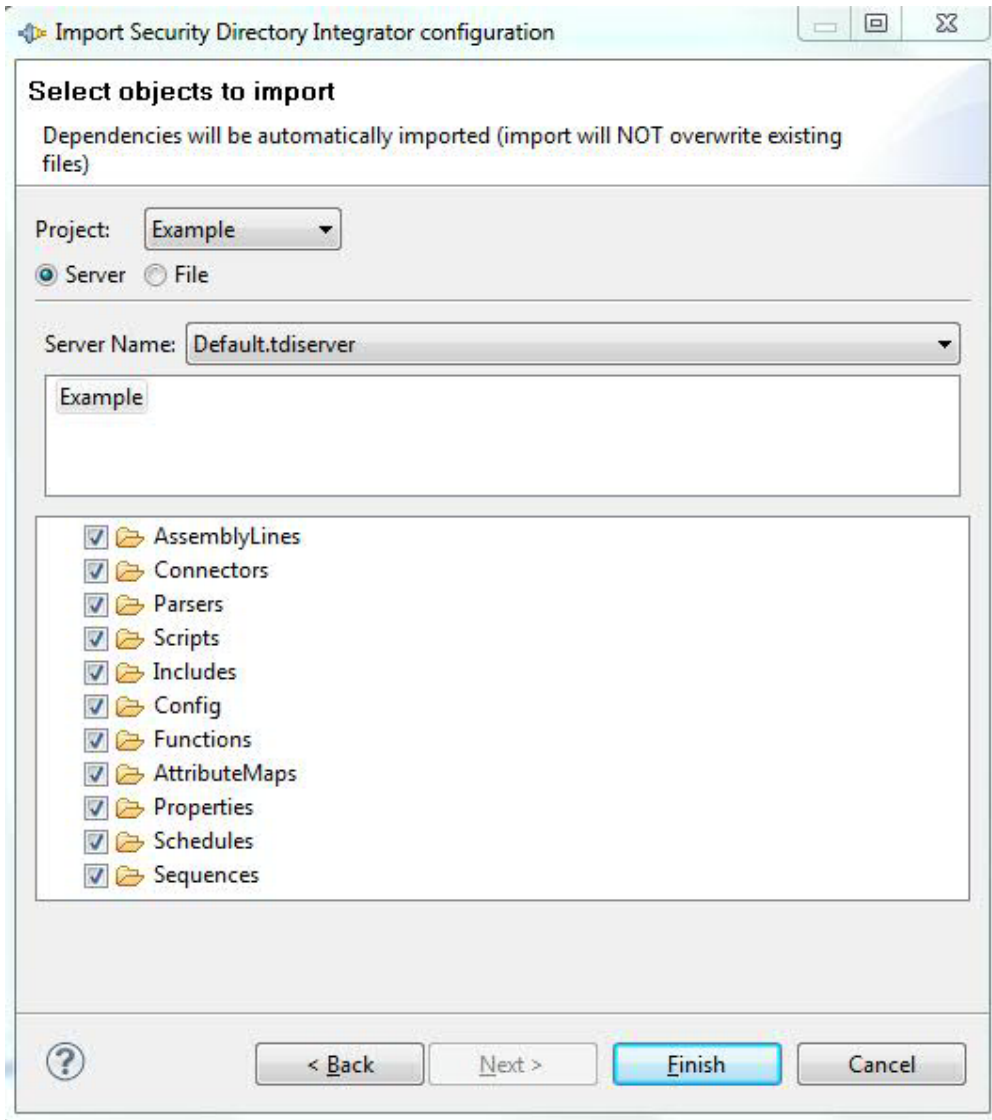 Import Security Directory Integrator configuration
Select objects to import
Dependencies will be automatically imported (import will NOT overwrite existing
files)
Project: Example
Server File
Server Name: Default.tdiserver
Example
AssemblyLines
Connectors
Parsers
Scripts
Includes
Config
Functions
AttributeMaps
Properties
Schedules
Sequences
? < Back Next > Finish Cancel